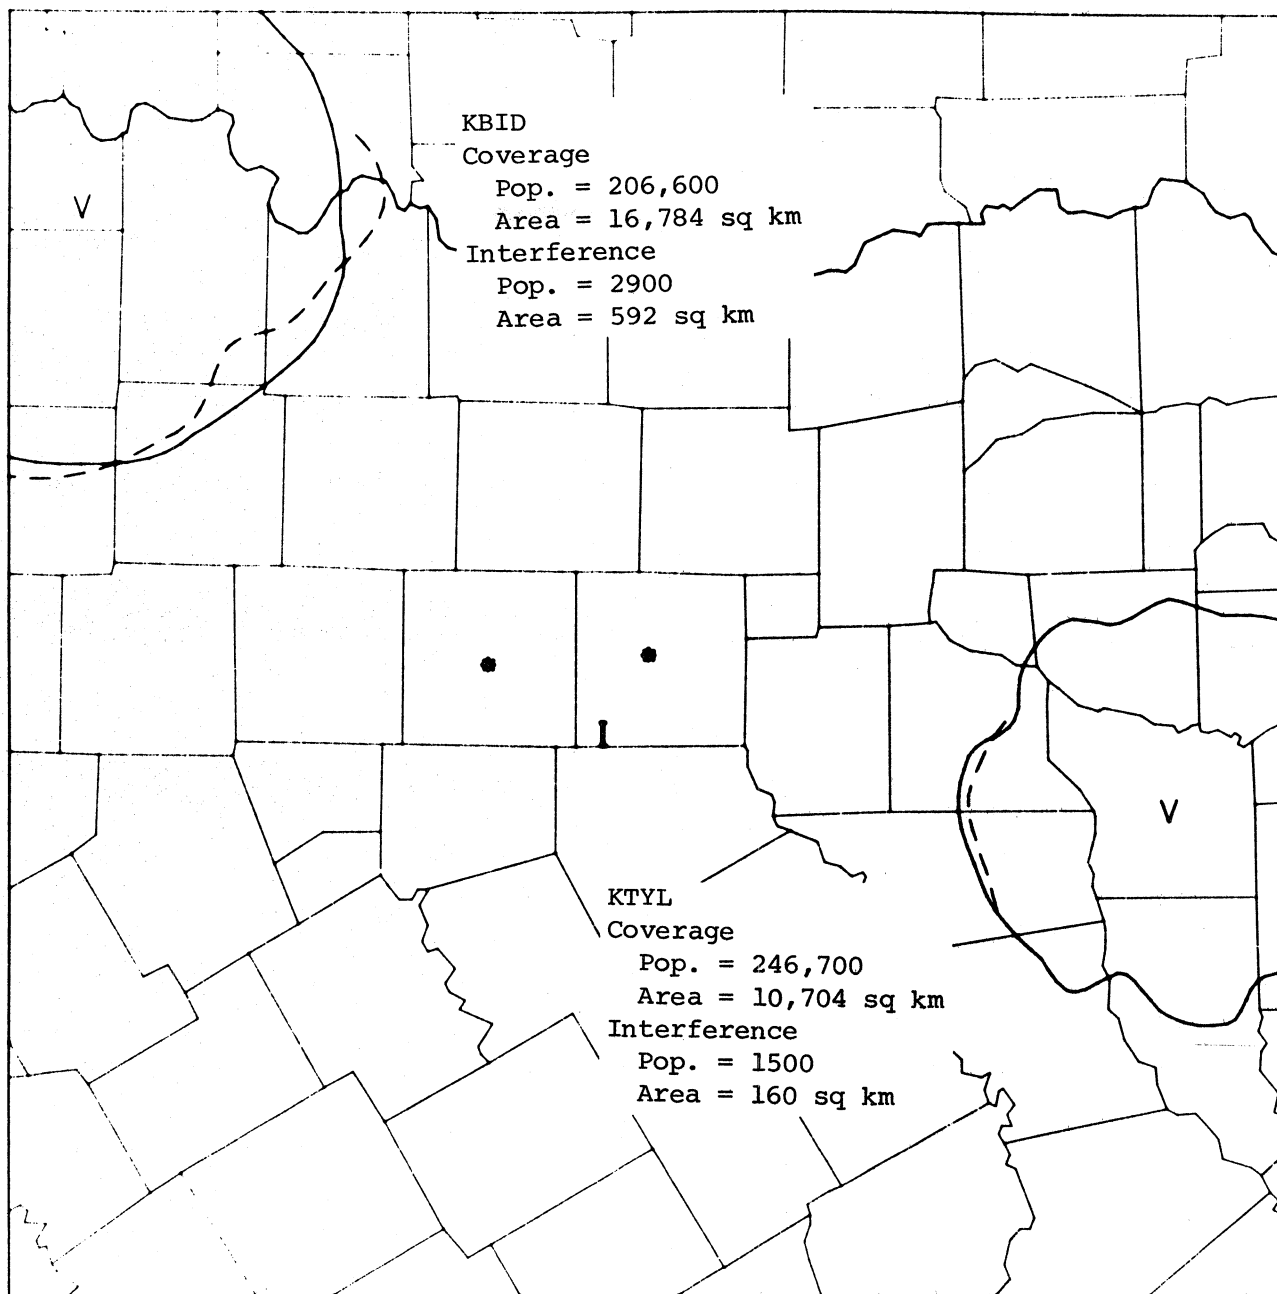 KBID
Coverage
Pop. = 206,600
Area = 16,784 sq km
Interference
Pop. = 2900
Area = 592 sq km
V
V
I
KTYL
Coverage
Pop. = 246,700
Area = 10,704 sq km
Interference
Pop. = 1500
Area = 160 sq km